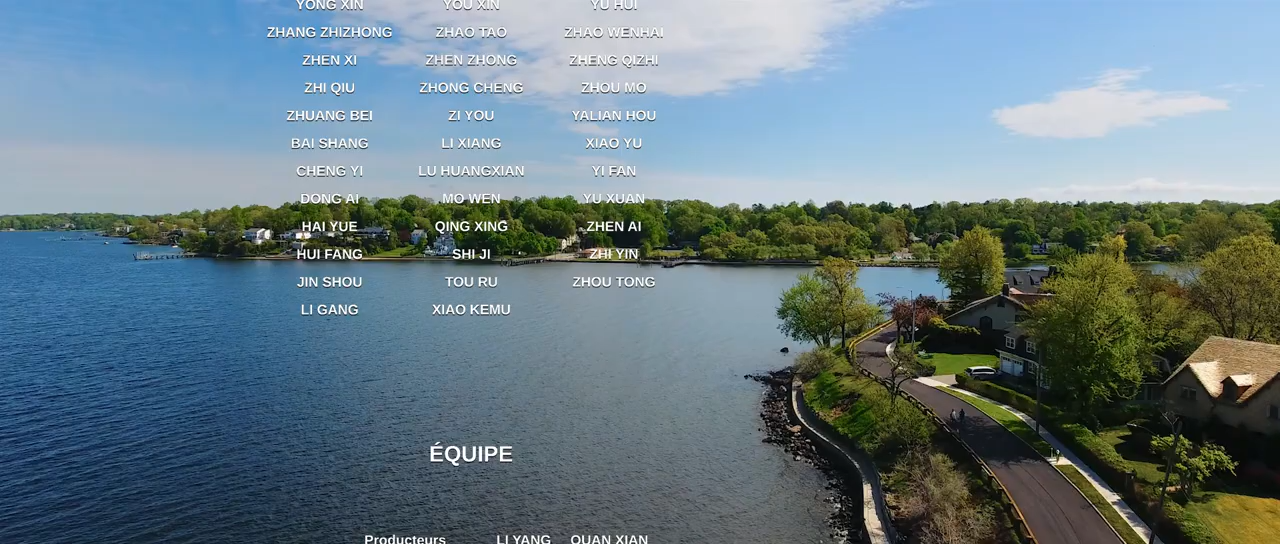 YONG XIN YOU XIN YU HUI
ZHANG ZHIZHONG ZHAO TAO ZHAO WENHAI
ZHEN XI ZHEN ZHONG ZHENG QIZHI
ZHI QIU ZHONG CHENG ZHOU MO
ZHUANG BEI ZI YOU YALIAN HOU
BAI SHANG LI XIANG XIAO YU
CHENG YI LU HUANGXIAN YI FAN
DONG AI MO WEN YU XUAN
HAI YUE QING XING ZHEN AI
HUI FANG SHI JI ZHI YIN
JIN SHOU TOU RU ZHOU TONG
LI GANG XIAO KEMU
ÉQUIPE
Producteurs LI YANG QUAN XIAN